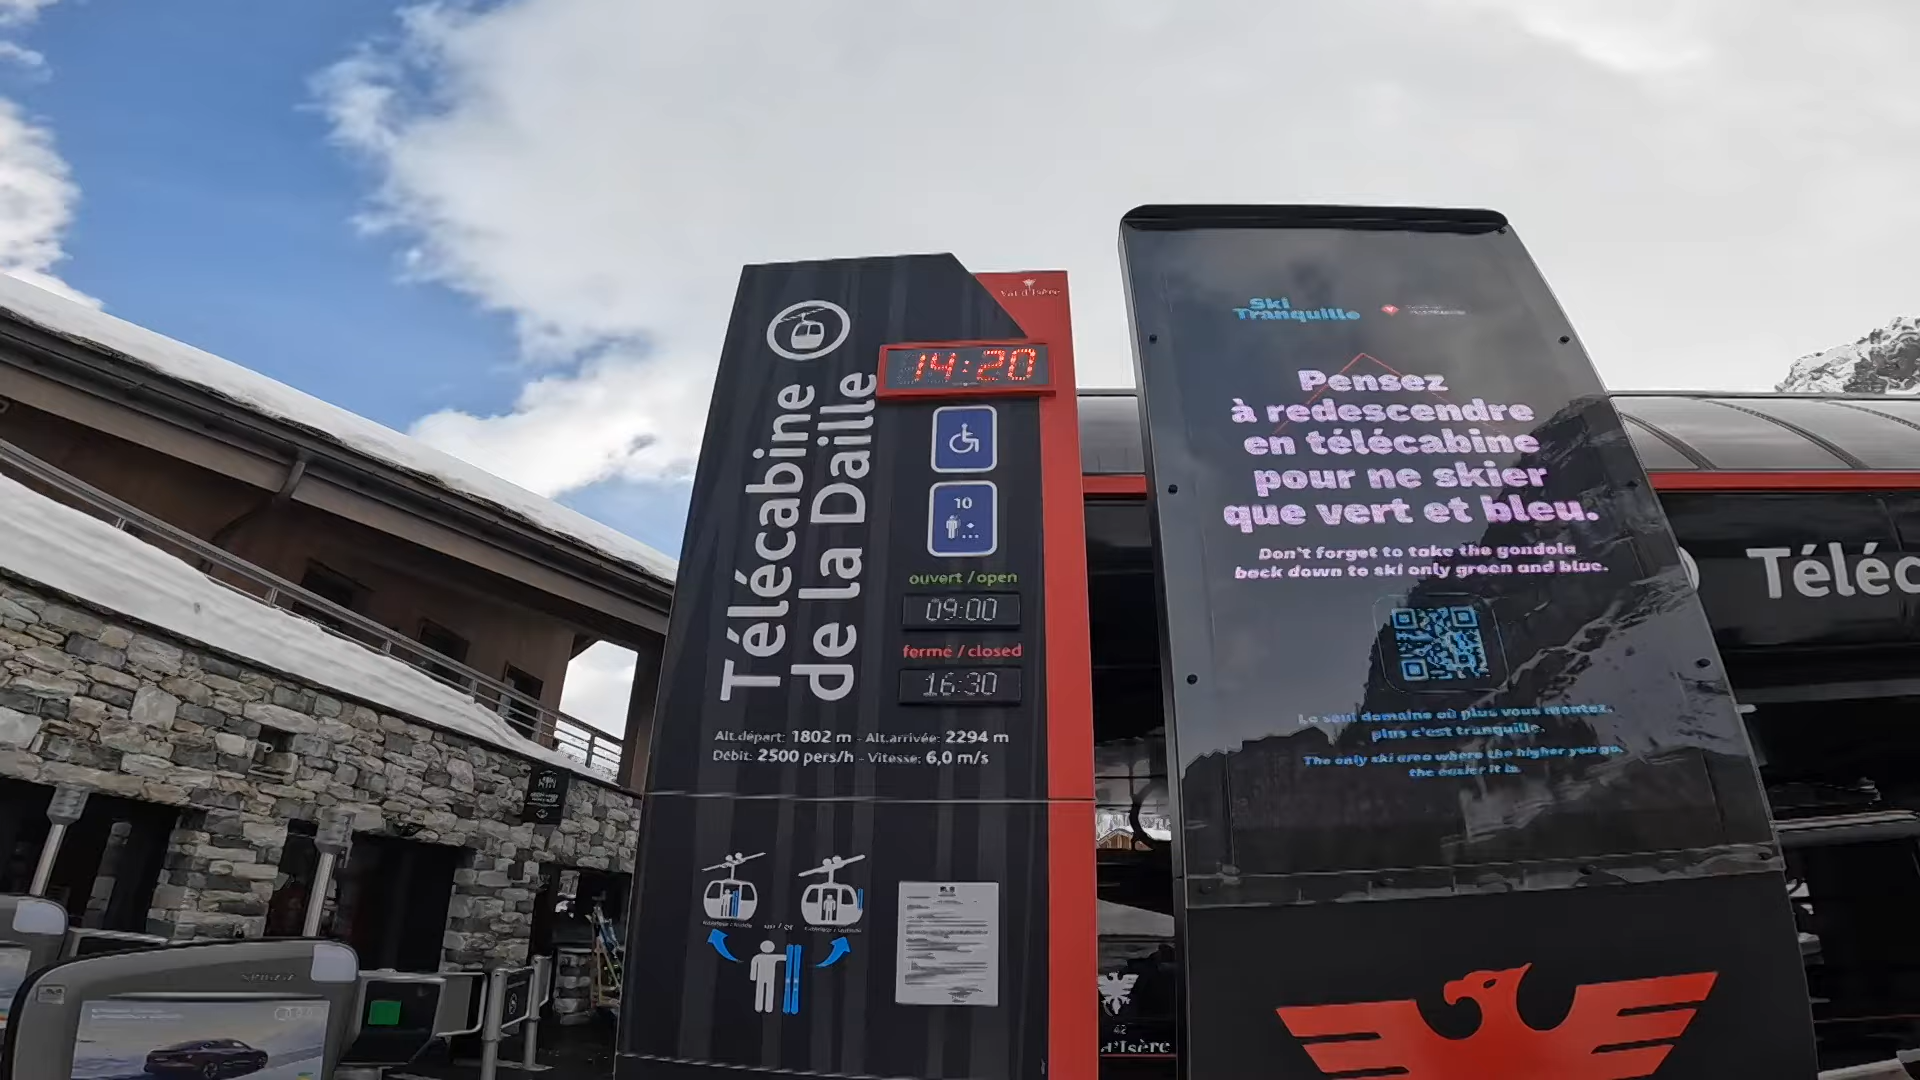 Val d'Isère
14:20
Télécabine
de la Daille
10
ouvert / open
09:00
fermé / closed
16:30
Alt.départ: 1802 m - Alt.arrivée: 2294 m
Débit: 2500 pers/h - Vitesse: 6,0 m/s
ou / or
Ski
Tranquille
Pensez
à redescendre
en télécabine
pour ne skier
que vert et bleu.
Don't forget to take the gondola
back down to ski only green and blue.
Le seul domaine où plus vous montez,
plus c'est tranquille.
The only ski area where the higher you go,
the easier it is.
Téléc
d'Isère